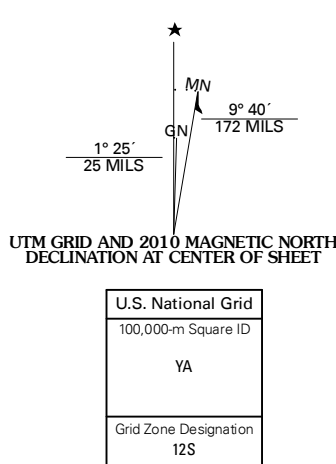 ★
MN
9° 40´
172 MILS
GN
1° 25´
25 MILS
UTM GRID AND 2010 MAGNETIC NORTH
DECLINATION AT CENTER OF SHEET
U.S. National Grid
100,000-m Square ID
YA
Grid Zone Designation
12S